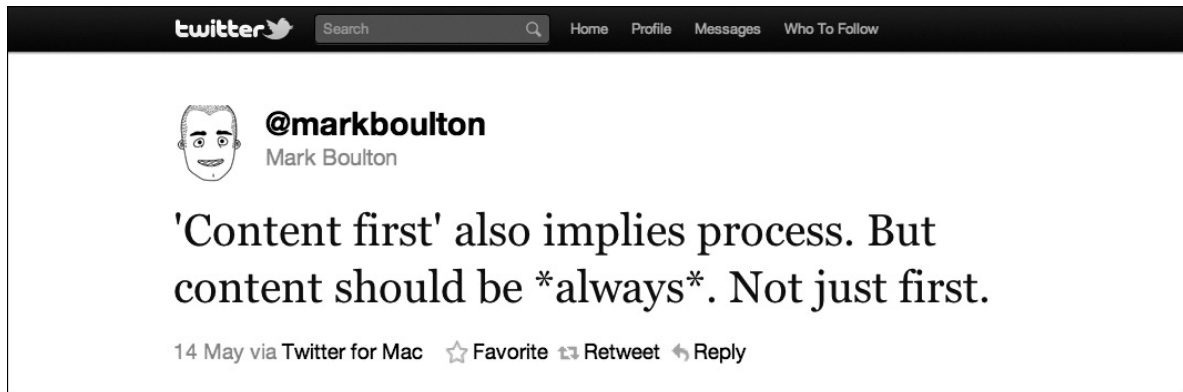 twitter Search Home Profile Messages Who To Follow
@markboulton
Mark Boulton
'Content first' also implies process. But
content should be *always*. Not just first.
14 May via Twitter for Mac Favorite Retweet Reply